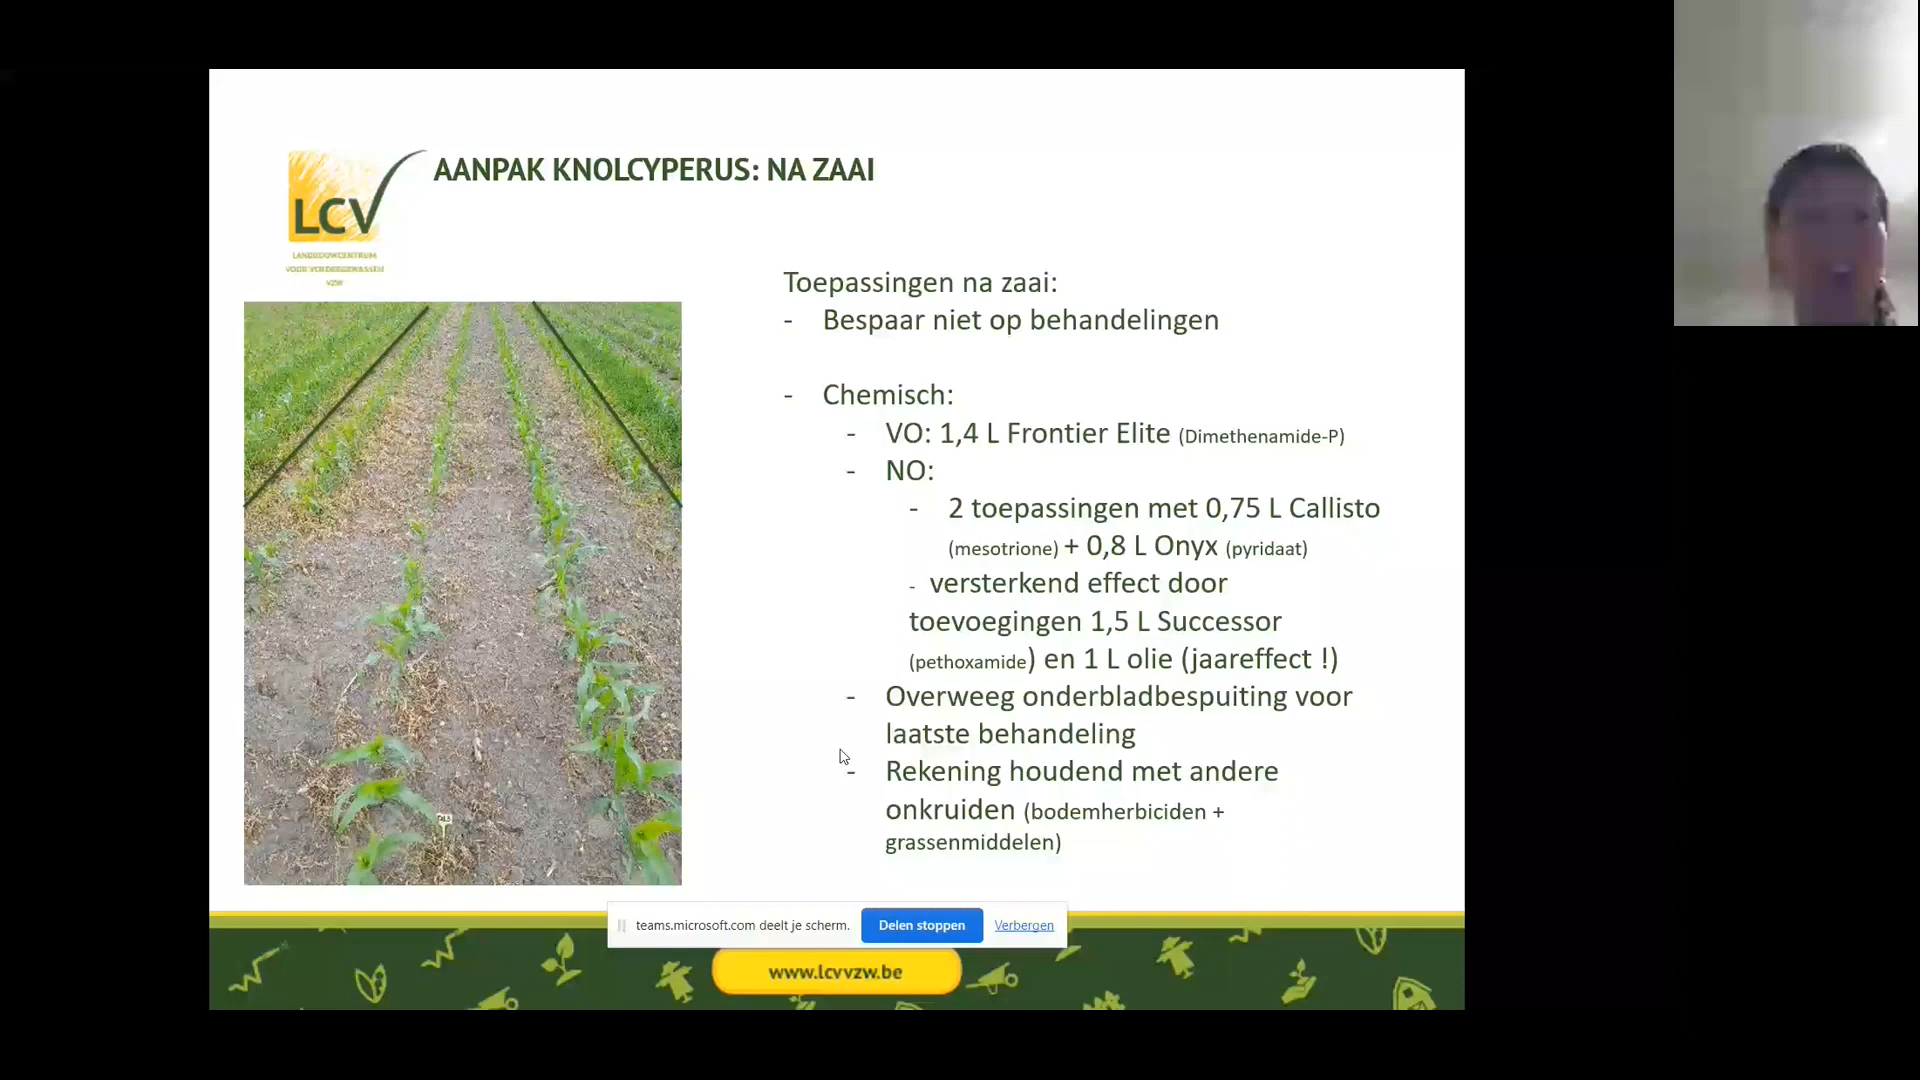 AANPAK KNOLCYPERUS: NA ZAAI
LCV
LANDBOUWCENTRUM
VOOR VOEDERGEWASSEN
VZW
Toepassingen na zaai:
- Bespaar niet op behandelingen
- Chemisch:
- VO: 1,4 L Frontier Elite (Dimethenamide-P)
- NO:
- 2 toepassingen met 0,75 L Callisto
(mesotrione) + 0,8 L Onyx (pyridaat)
- versterkend effect door
toevoegingen 1,5 L Successor
(pethoxamide) en 1 L olie (jaareffect !)
- Overweeg onderbladbespuiting voor
laatste behandeling
- Rekening houdend met andere
onkruiden (bodemherbiciden +
grassenmiddelen)
teams.microsoft.com deelt je scherm.
Delen stoppen
Verbergen
www.lcvvzw.be